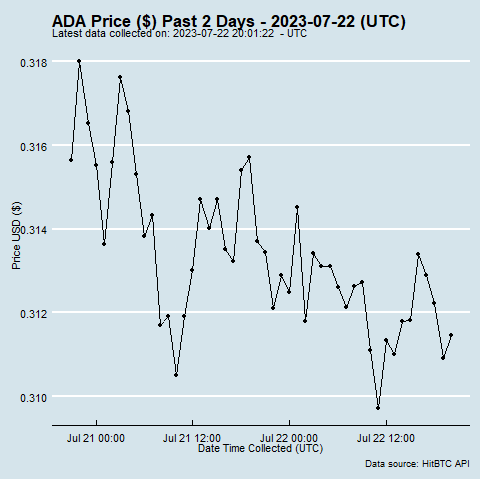 ADA Price ($) Past 2 Days - 2023-07-22 (UTC)
Latest data collected on: 2023-07-22 20:01:22 - UTC
Price USD ($)
0.318
0.316
0.314
0.312
0.310
Jul 21 00:00
Jul 21 12:00
Jul 22 00:00
Jul 22 12:00
Date Time Collected (UTC)
Data source: HitBTC API